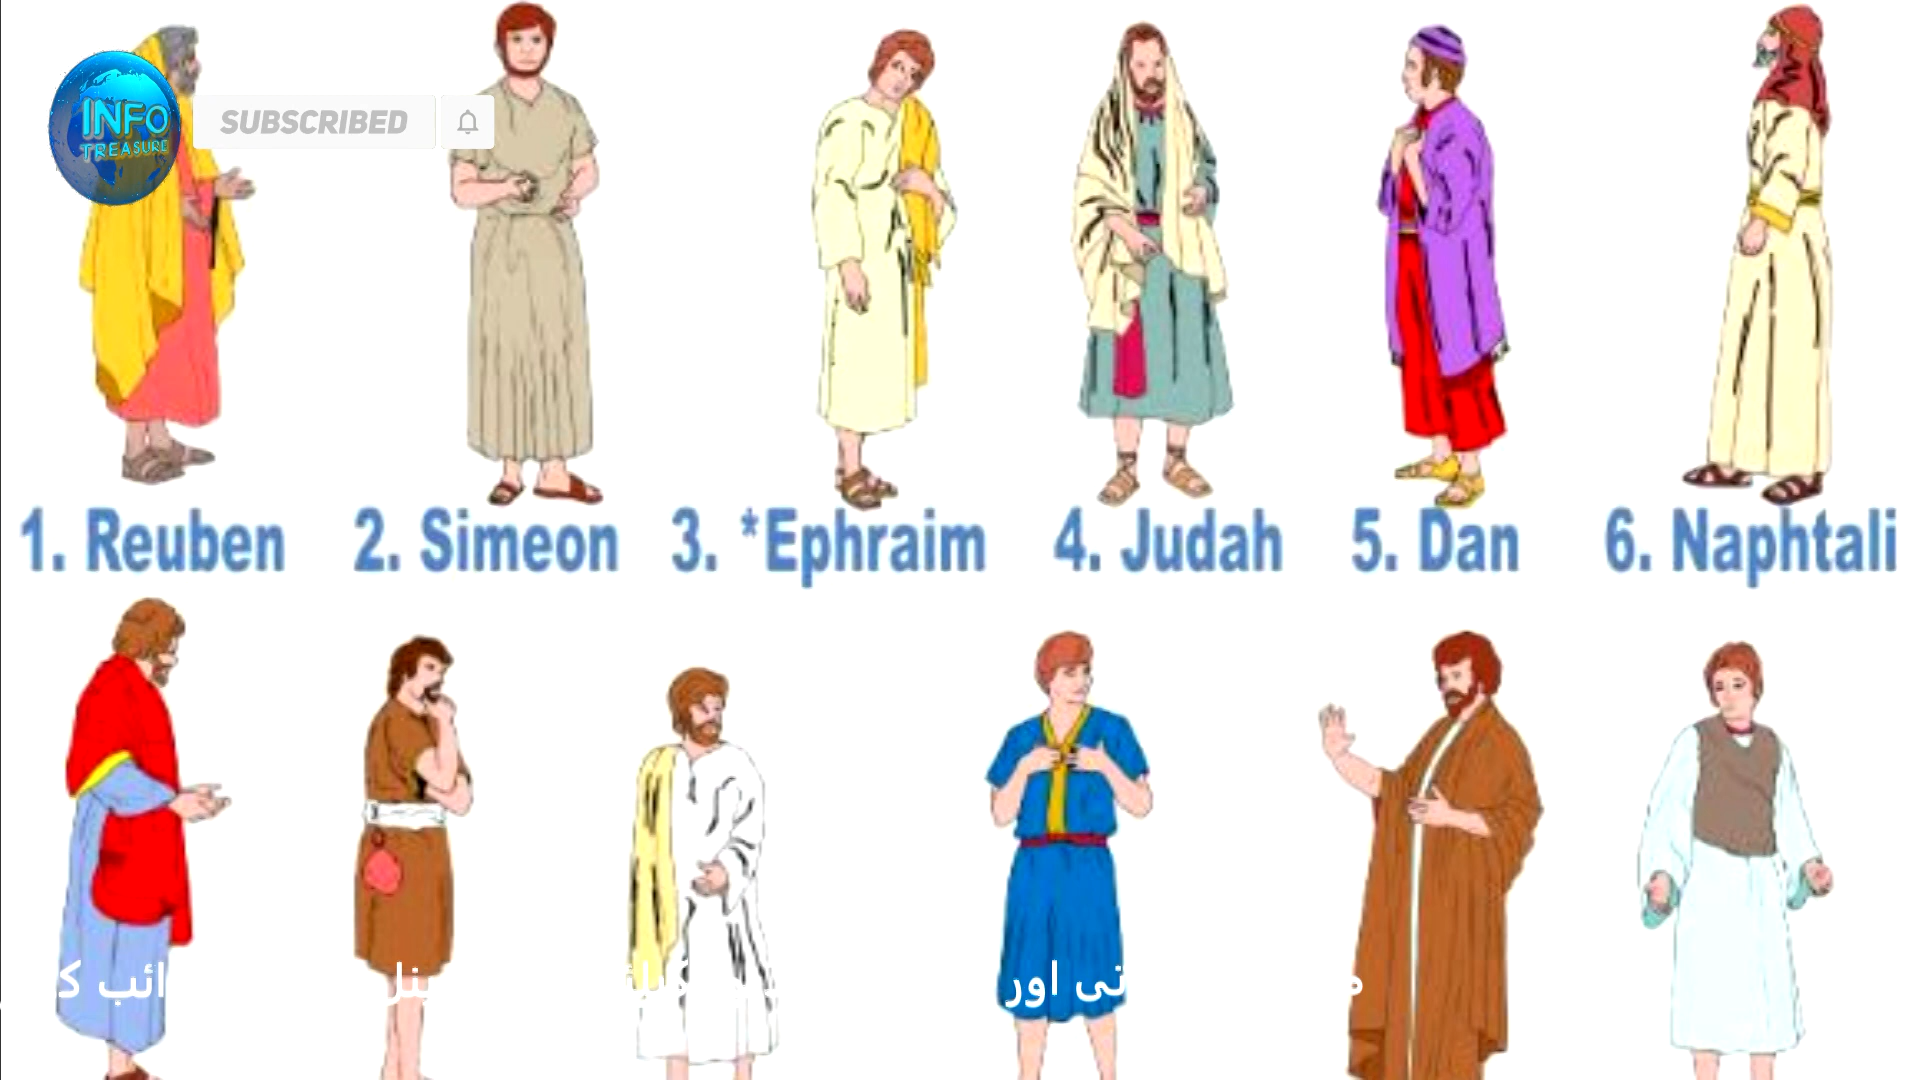 INFO
TREASURE
SUBSCRIBED
1. Reuben 2. Simeon 3. *Ephraim 4. Judah 5. Dan 6. Naphtali
اور